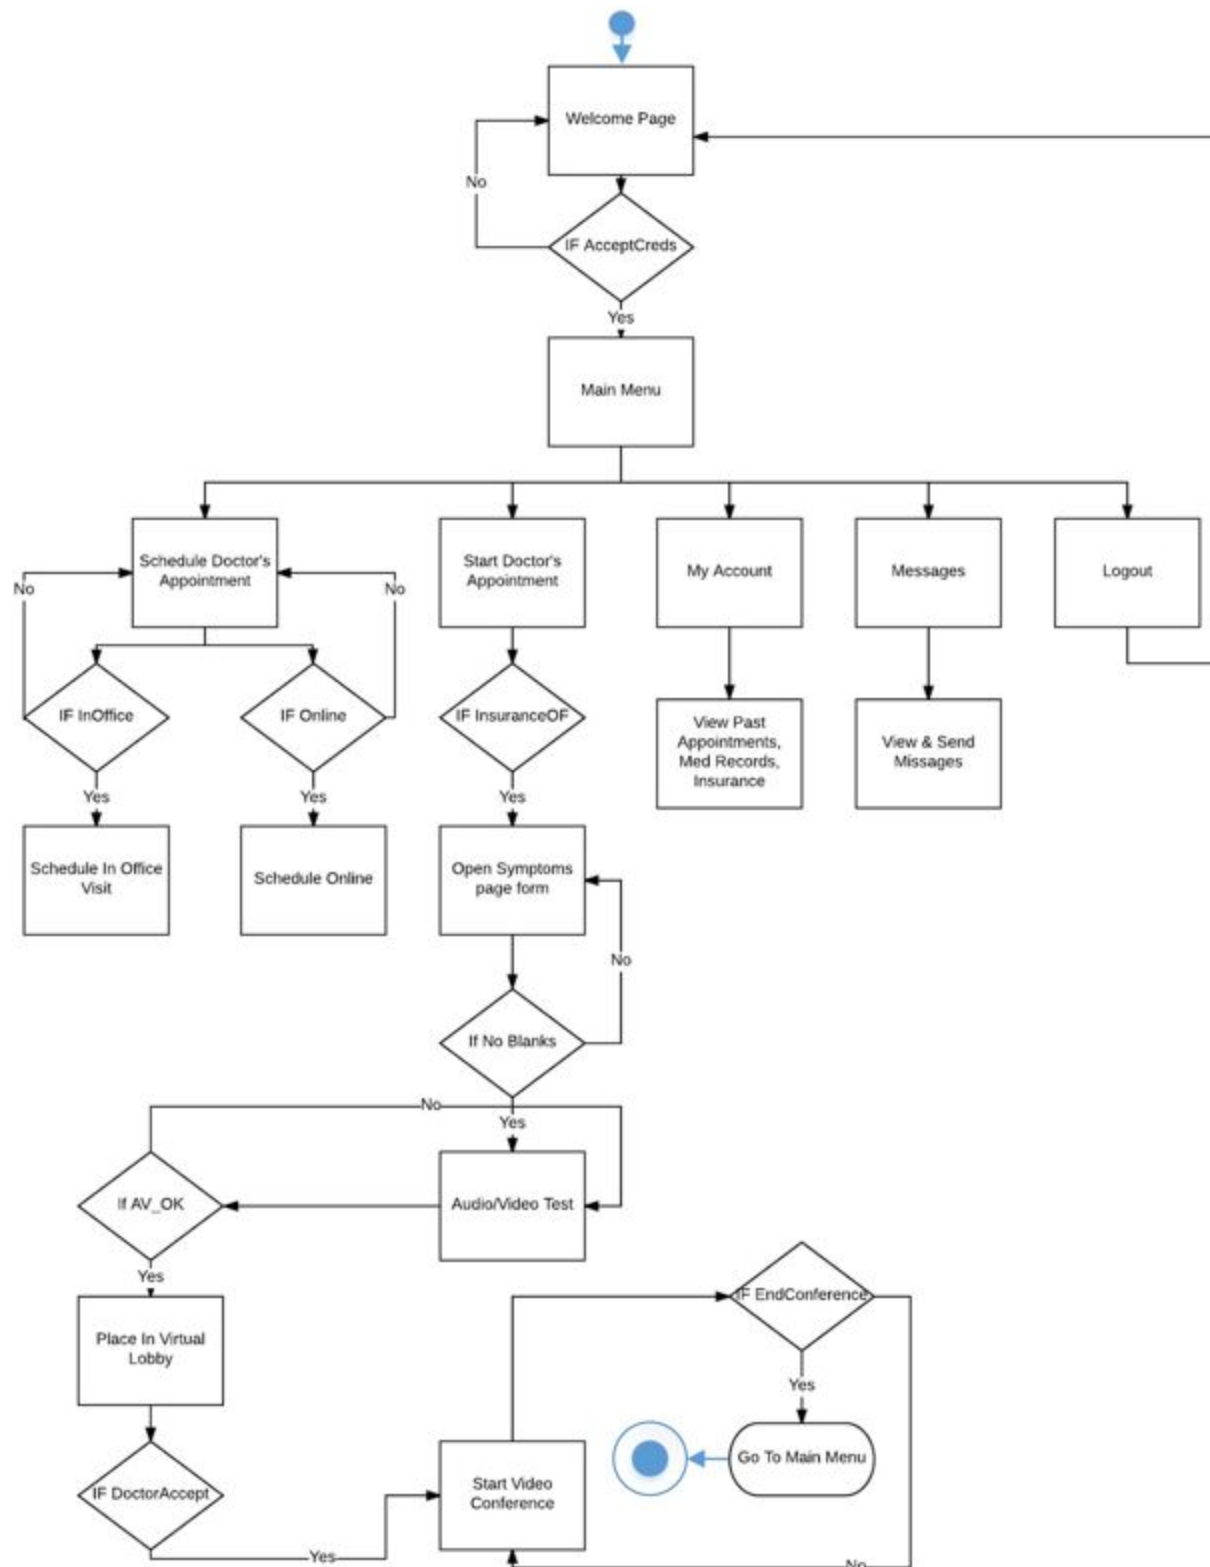 Welcome Page
No
IF AcceptCreds
Yes
Main Menu
Schedule Doctor's
Appointment
Start Doctor's
Appointment
My Account
Messages
Logout
No
No
IF InOffice
IF Online
IF InsuranceOF
View Past
Appointments,
Med Records,
Insurance
View & Send
Missages
Yes
Yes
Yes
Schedule In Office
Visit
Schedule Online
Open Symptoms
page form
No
If No Blanks
No
Yes
If AV_OK
Audio/Video Test
Yes
IF EndConference
Place In Virtual
Lobby
Yes
Go To Main Menu
IF DoctorAccept
Start Video
Conference
Yes
No